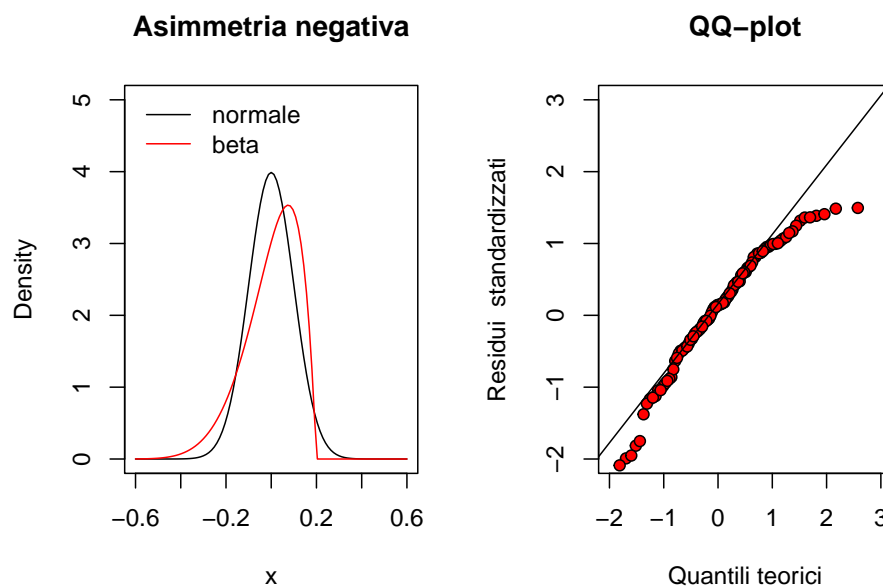 Asimmetria negativa
normale
beta
Density
5
4
3
2
1
0
−0.6
−0.2
0.2
0.6
x
QQ−plot
Residui standardizzati
3
2
1
0
−1
−2
−2
−1
0
1
2
3
Quantili teorici